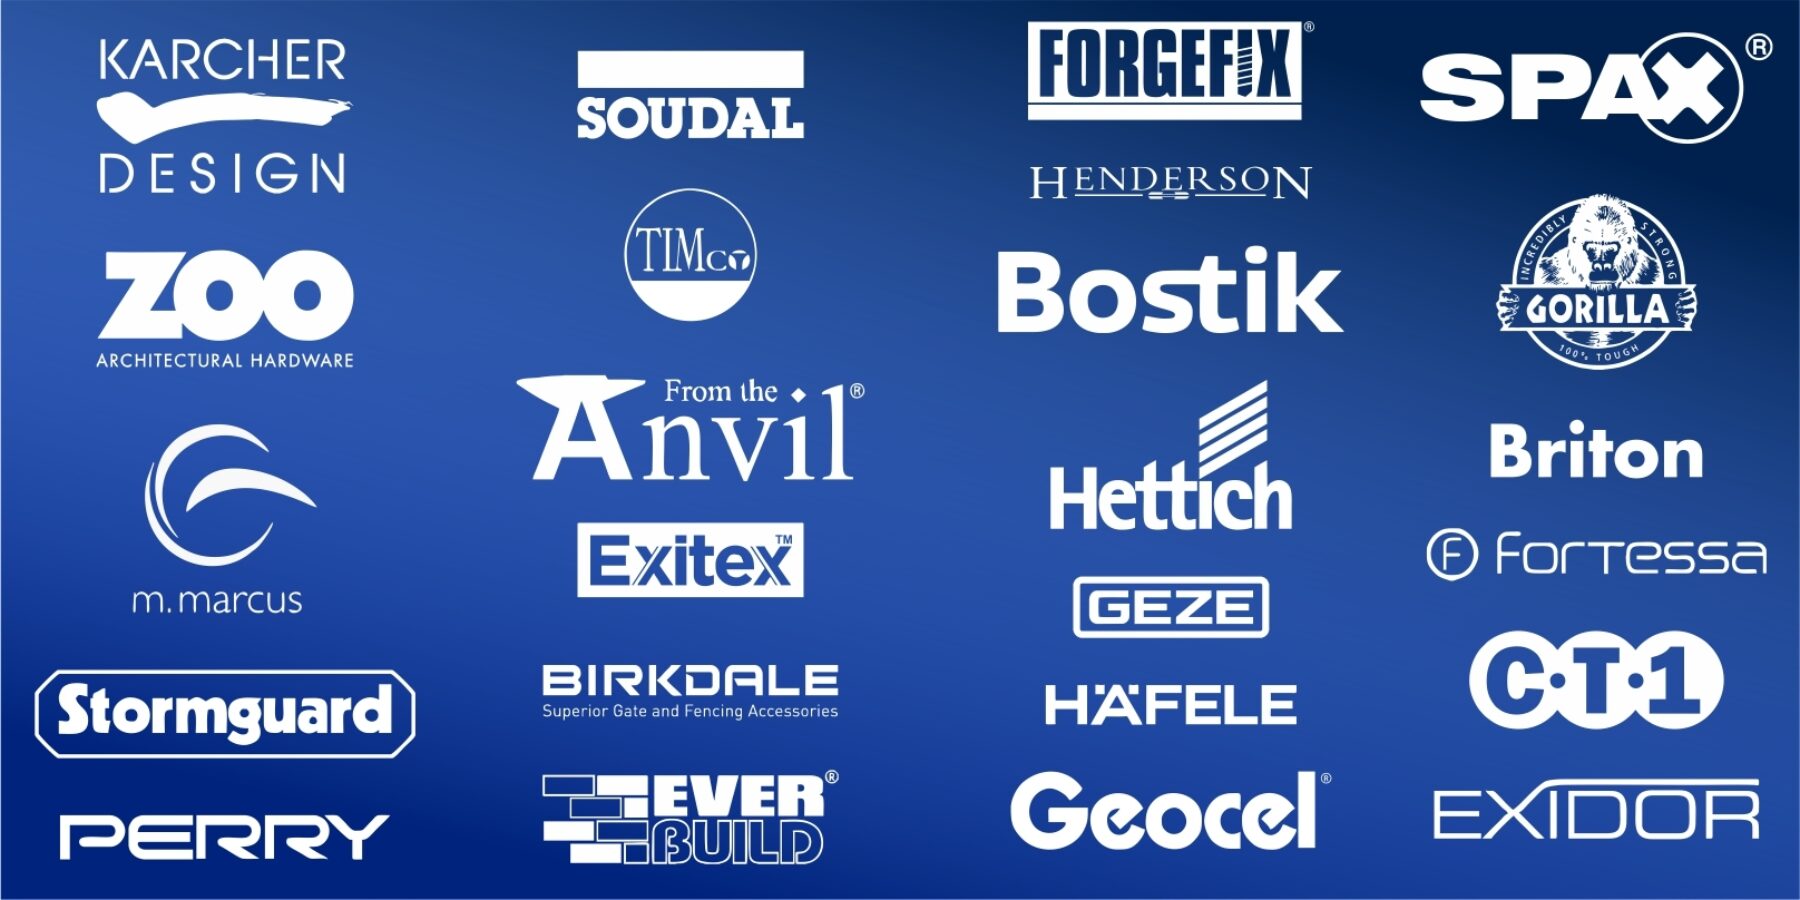 KARCHER
DESIGN
ZOO
ARCHITECTURAL HARDWARE
m.marcus
Stormguard
PERRY
SOUDAL
TIMco
From the
Anvil®
Exitex™
BIRKDALE
Superior Gate and Fencing Accessories
EVER®
BUILD
FORGEFIX®
HENDERSON
Bostik
Hettich
GEZE
HÄFELE
Geocel®
SPAX®
INCREDIBLY STRONG
GORILLA
100% TOUGH
Briton
F fortessa
C·T·1
EXIDOR